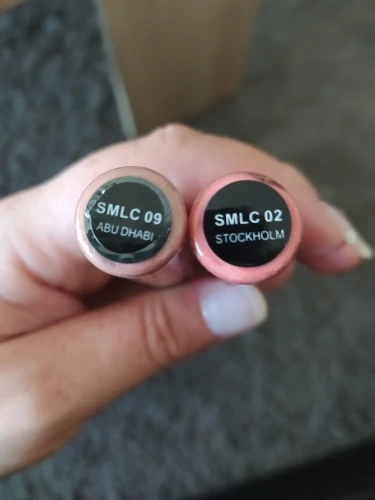 SMLC 09
ABU DHABI
SMLC 02
STOCKHOLM